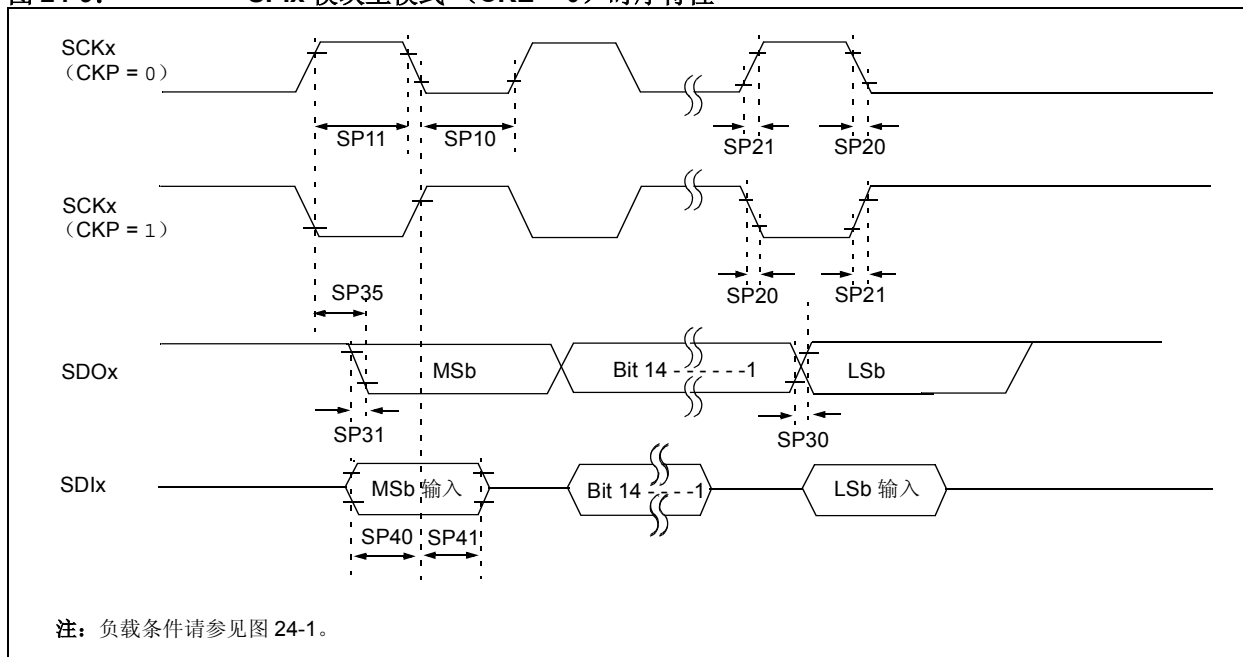 SCKx
（CKP = 0）
SP11
SP10
SP21
SP20
SCKx
（CKP = 1）
SP35
SP20
SP21
SDOx
MSb
Bit 14 - - - - - -1
LSb
SP31
SP30
SDIx
MSb 输入
Bit 14 - - - - -1
LSb 输入
SP40
SP41
注：负载条件请参见图 24-1。